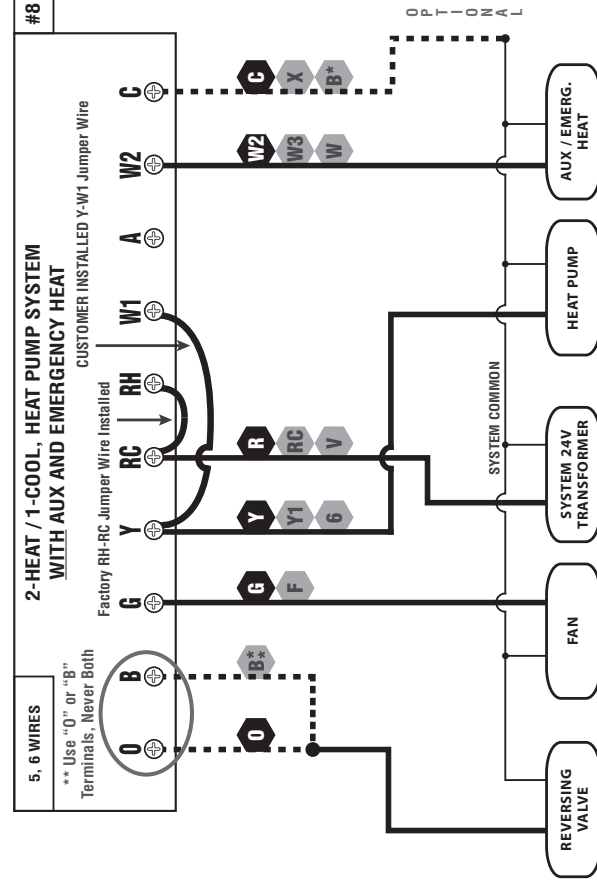 #8
5, 6 WIRES
2-HEAT / 1-COOL, HEAT PUMP SYSTEM
WITH AUX AND EMERGENCY HEAT
** Use “O” or “B”
Terminals, Never Both
Factory RH-RC Jumper Wire Installed
CUSTOMER INSTALLED Y-W1 Jumper Wire
O B G Y RC RH W1 A W2 C
O B** G Y R W2 C
F Y1 RC W3 X
6 V W B*
OPTIONAL
SYSTEM COMMON
REVERSING
VALVE
FAN
SYSTEM 24V
TRANSFORMER
HEAT PUMP
AUX / EMERG.
HEAT